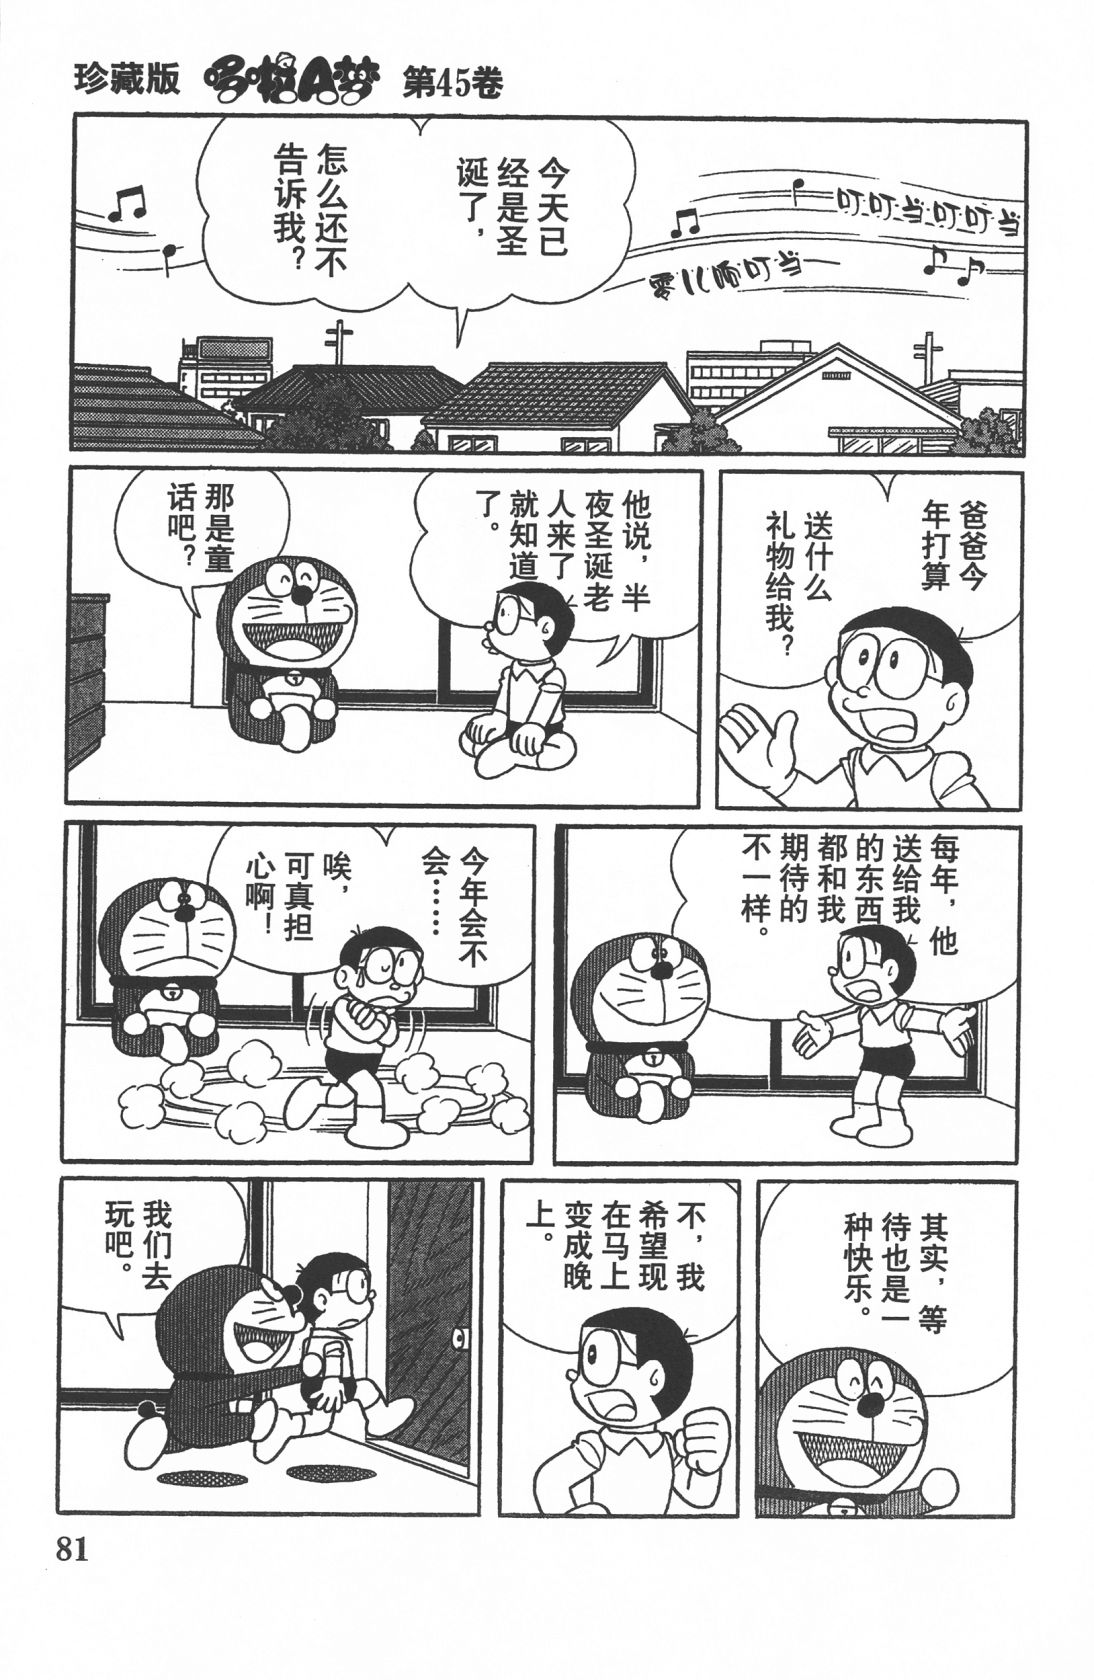 珍藏版 哆啦A梦 第45卷
叮叮当叮叮当
零儿响叮当
今天已
经是圣
诞了，
怎么还不
告诉我？
爸爸今
年打算
送什么
礼物给我？
他说，半
夜圣诞老
人来了
就知道
了。
那是童
话吧？
每年，他
送给我
的东西
都和我
期待的
不一样。
今年会不
会……
唉，
可真担
心啊！
其实，等
待也是一
种快乐。
不，我
希望现
在马上
变成晚
上。
我们去
玩吧。
81